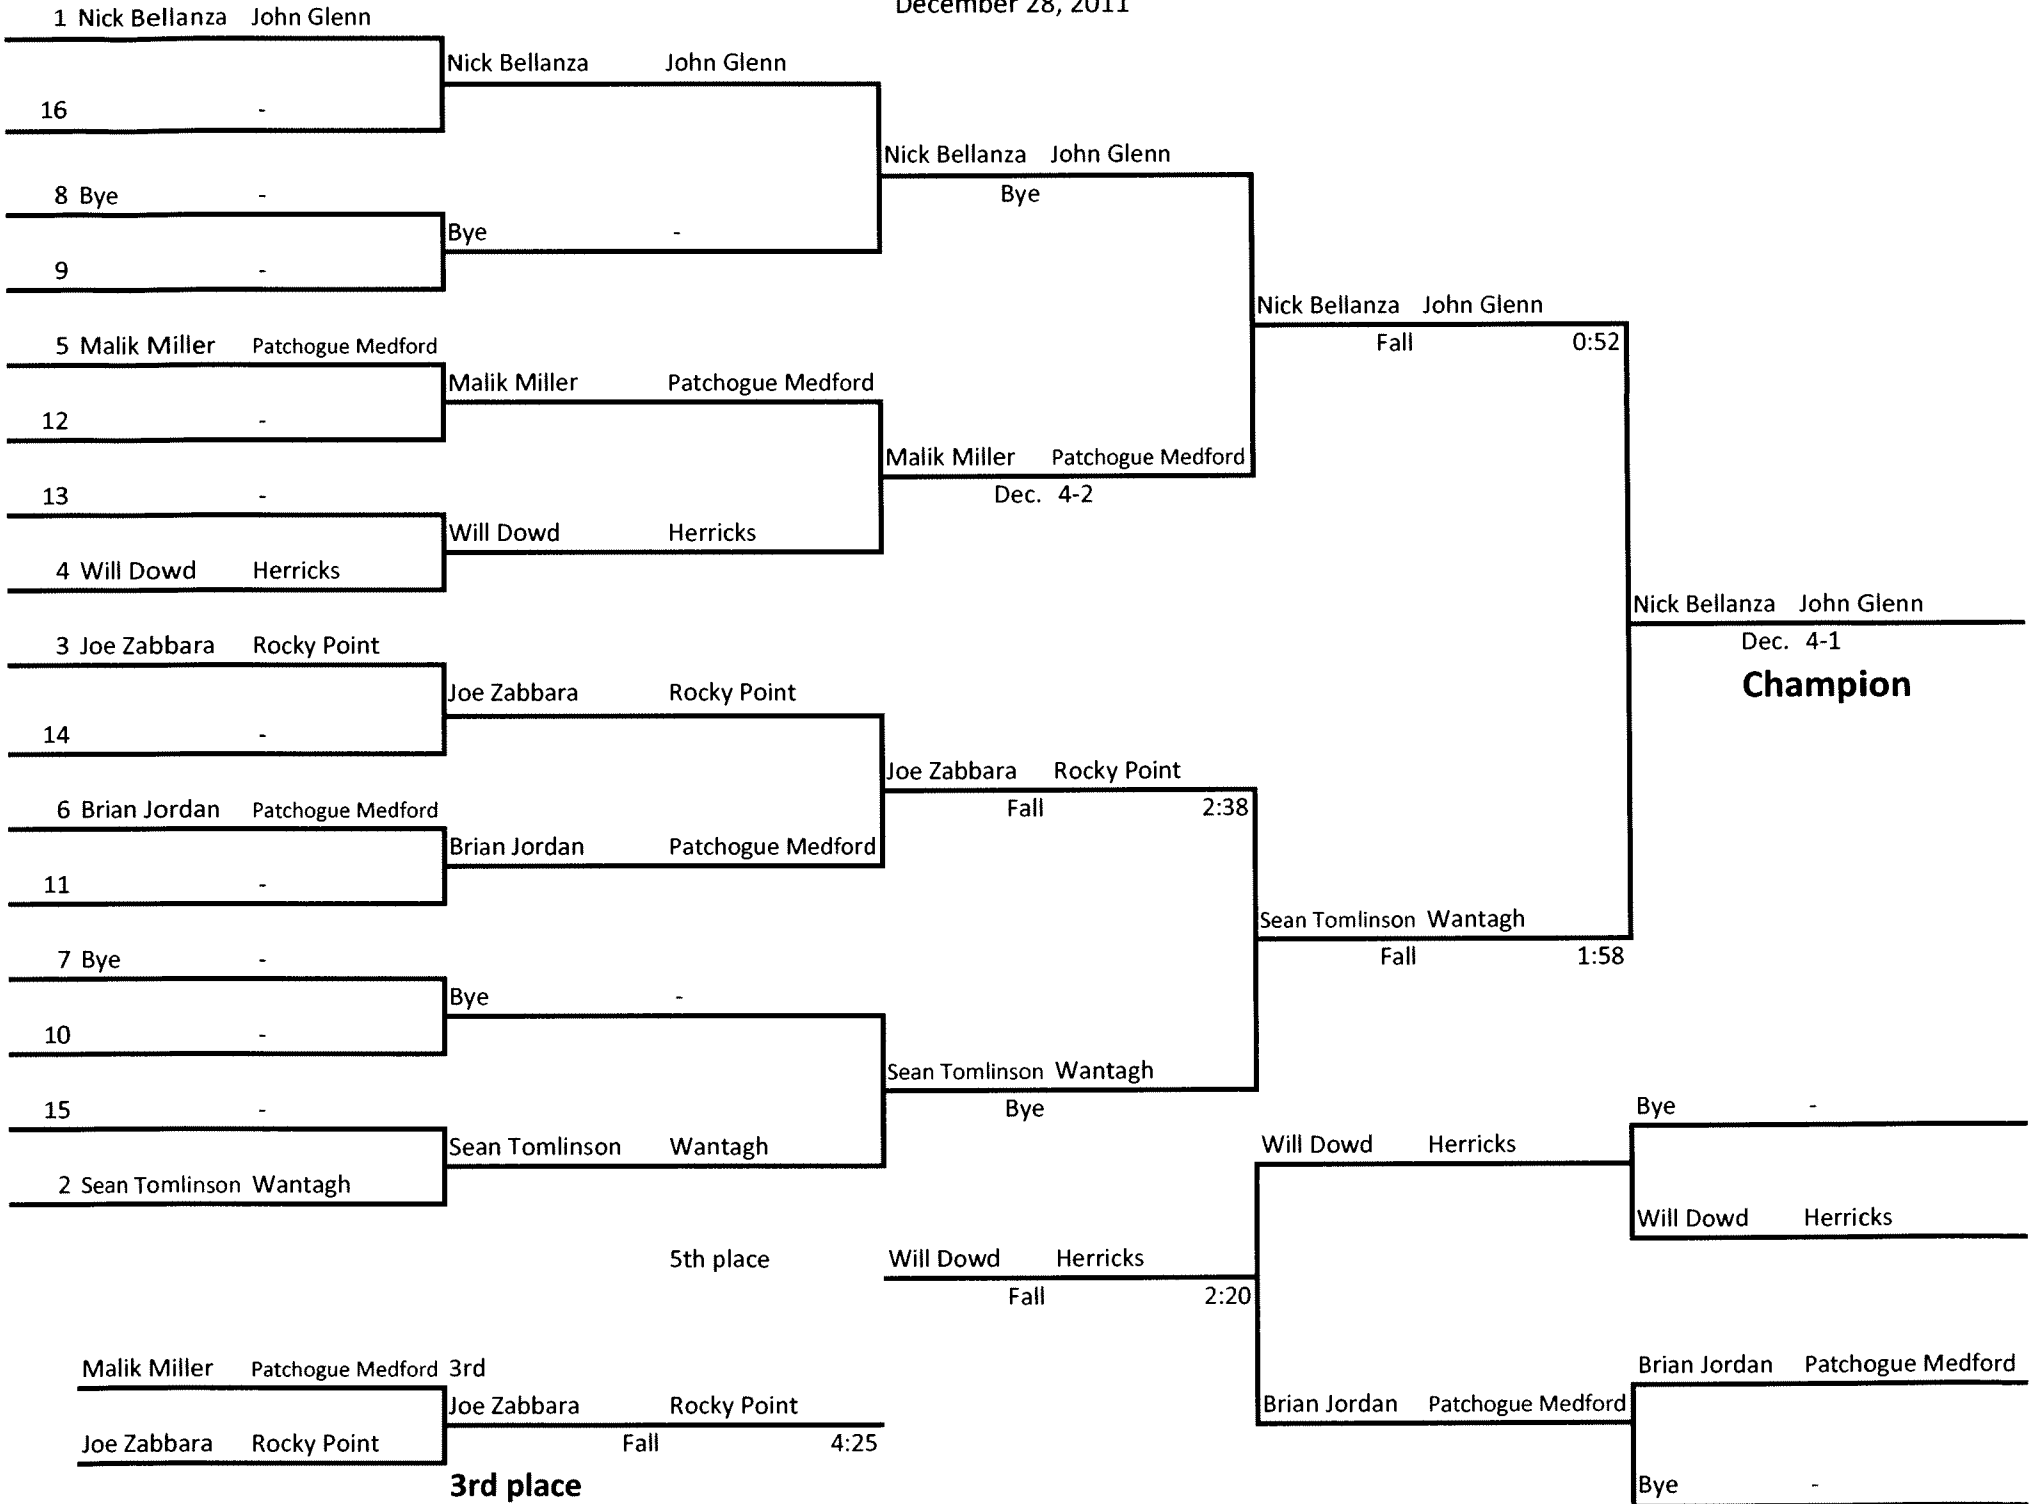 December 28, 2011
1 Nick Bellanza John Glenn
Nick Bellanza John Glenn
16 -
Nick Bellanza John Glenn
Bye
8 Bye -
Bye -
9 -
Nick Bellanza John Glenn
Fall 0:52
5 Malik Miller Patchogue Medford
Malik Miller Patchogue Medford
12 -
Malik Miller Patchogue Medford
Dec. 4-2
13 -
Will Dowd Herricks
4 Will Dowd Herricks
Nick Bellanza John Glenn
Dec. 4-1
Champion
3 Joe Zabbara Rocky Point
Joe Zabbara Rocky Point
14 -
Joe Zabbara Rocky Point
Fall 2:38
6 Brian Jordan Patchogue Medford
Brian Jordan Patchogue Medford
11 -
Sean Tomlinson Wantagh
Fall 1:58
7 Bye -
Bye -
10 -
Sean Tomlinson Wantagh
Bye
15 -
Sean Tomlinson Wantagh
2 Sean Tomlinson Wantagh
Bye -
Will Dowd Herricks
Will Dowd Herricks
5th place Will Dowd Herricks
Fall 2:20
Brian Jordan Patchogue Medford
Brian Jordan Patchogue Medford
Bye -
Malik Miller Patchogue Medford 3rd
Joe Zabbara Rocky Point
Joe Zabbara Rocky Point
Fall 4:25
3rd place